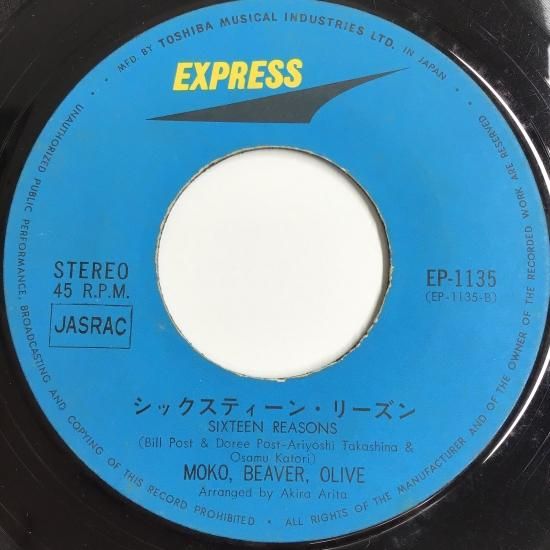 MFD. BY TOSHIBA MUSICAL INDUSTRIES LTD. IN JAPAN
EXPRESS
STEREO
45 R.P.M.
JASRAC
EP-1135
(EP-1135-B)
シックスティーン・リーズン
SIXTEEN REASONS
(Bill Post & Doree Post-Ariyoshi Takashina &
Osamu Katori)
MOKO, BEAVER, OLIVE
Arranged by Akira Arita
UNAUTHORIZED PUBLIC PERFORMANCE, BROADCASTING AND COPYING OF THIS RECORD PROHIBITED • ALL RIGHTS OF THE MANUFACTURER AND OF THE OWNER OF THE RECORDED WORK ARE RESERVED